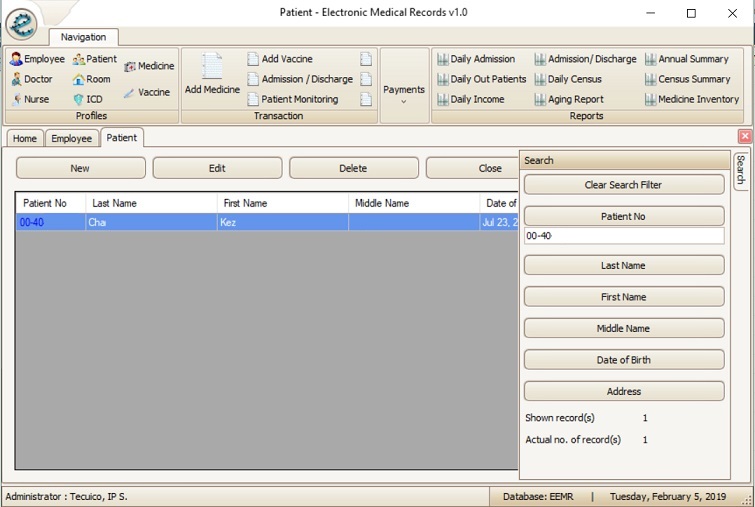 Patient - Electronic Medical Records v1.0
Navigation
Employee Patient Medicine
Doctor Room
Nurse ICD Vaccine
Profiles
Add Medicine
Add Vaccine
Admission / Discharge
Patient Monitoring
Transaction
Payments
Daily Admission Admission/ Discharge Annual Summary
Daily Out Patients Daily Census Census Summary
Daily Income Aging Report Medicine Inventory
Reports
Home Employee Patient
New Edit Delete Close
Patient No Last Name First Name Middle Name Date of
00-40 Cha Kez Jul 23, 2
Search
Search
Clear Search Filter
Patient No
00-40
Last Name
First Name
Middle Name
Date of Birth
Address
Shown record(s) 1
Actual no. of record(s) 1
Administrator : Tecuico, IP S. Database: EEMR | Tuesday, February 5, 2019